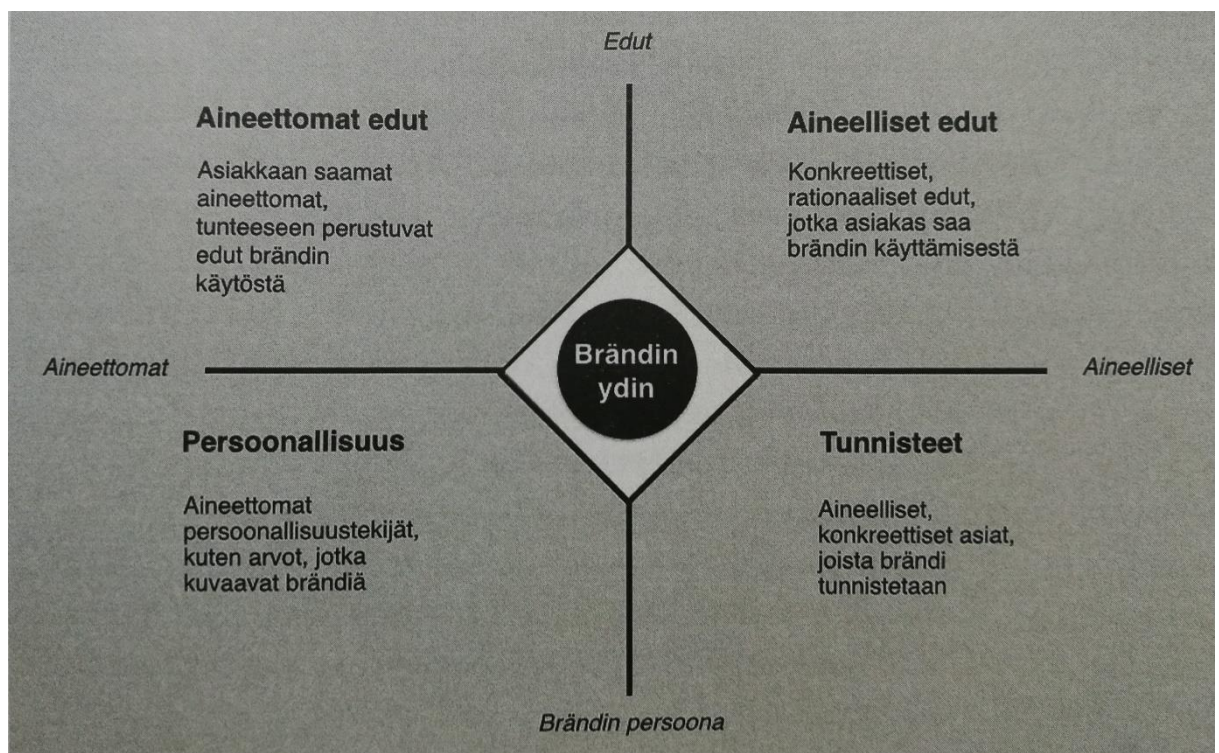 Edut
Aineettomat edut
Asiakkaan saamat
aineettomat,
tunteeseen perustuvat
edut brändin
käytöstä
Aineelliset edut
Konkreettiset,
rationaaliset edut,
jotka asiakas saa
brändin käyttämisestä
Aineettomat
Brändin
ydin
Aineelliset
Persoonallisuus
Aineettomat
persoonallisuustekijät,
kuten arvot, jotka
kuvaavat brändiä
Tunnisteet
Aineelliset,
konkreettiset asiat,
joista brändi
tunnistetaan
Brändin persoona